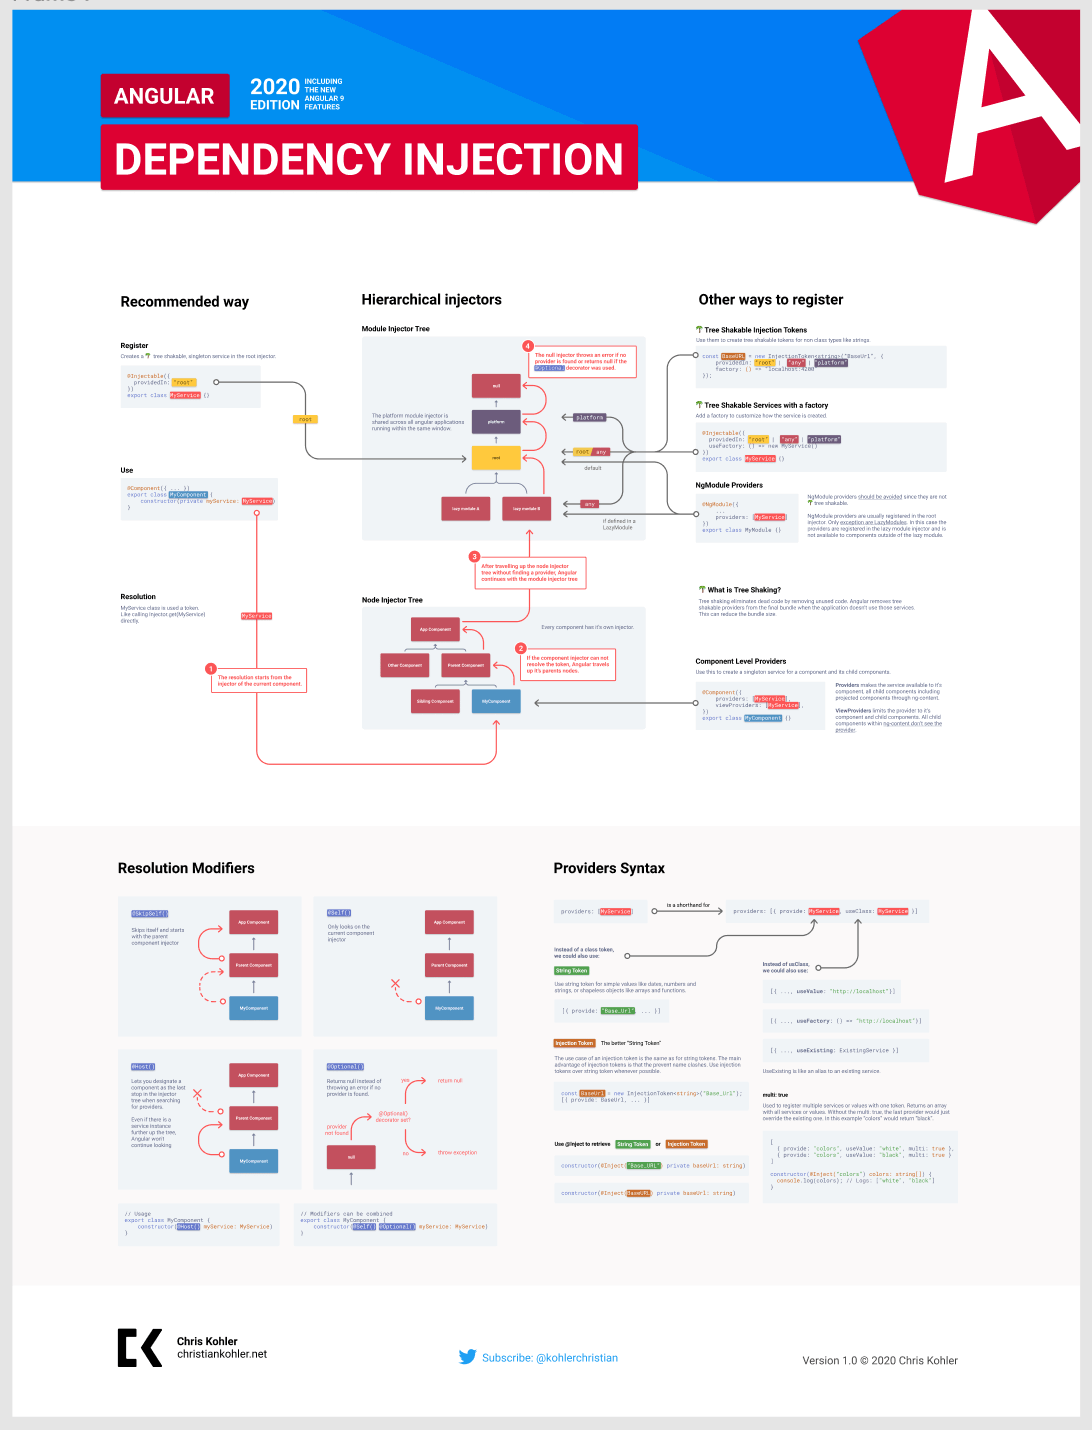 ANGULAR
2020
EDITION
INCLUDING
THE NEW
ANGULAR 9
FEATURES
DEPENDENCY INJECTION
Recommended way
Register
Creates a tree shakable, singleton service in the root injector.
@Injectable({
providedIn: "root"
})
export class MyService {}
root
Use
@Component({ ... })
export class MyComponent {
constructor(private myService: MyService)
}
Resolution
MyService class is used a token.
Like calling injector.get(MyService)
directly.
MyService
1
The resolution starts from the
injector of the current component.
Hierarchical injectors
Module Injector Tree
4
The null injector throws an error if no
provider is found or returns null if the
@Optional decorator was used.
null
The platform module injector is
shared across all angular applications
running within the same window.
platform
root
lazy module A
lazy module B
platform
root / any
default
any
if defined in a
LazyModule
3
After travelling up the node injector
tree without finding a provider, Angular
continues with the module injector tree
Node Injector Tree
Every component has it's own injector.
App Component
Other Component
Parent Component
Sibling Component
MyComponent
2
If the component injector can not
resolve the token, Angular travels
up it's parents nodes.
Other ways to register
Tree Shakable Injection Tokens
Use them to create tree shakable tokens for non class types like strings.
const BaseURL = new InjectionToken<string>("BaseUrl", {
providedIn: "root" | "any" | "platform"
factory: () => "localhost:4200"
});
Tree Shakable Services with a factory
Add a factory to customize how the service is created.
@Injectable({
providedIn: "root" | "any" | "platform"
useFactory: () => new MyService()
})
export class MyService {}
NgModule Providers
@NgModule({
...
providers: [MyService]
})
export class MyModule {}
NgModule providers should be avoided since they are not
tree shakable.
NgModule providers are usually registered in the root
injector. Only exception are LazyModules. In this case the
providers are registered in the lazy module injector and is
not available to components outside of the lazy module.
What is Tree Shaking?
Tree shaking eliminates dead code by removing unused code. Angular removes tree
shakable providers from the final bundle when the application doesn't use those services.
This can reduce the bundle size.
Component Level Providers
Use this to create a singleton service for a component and its child components.
@Component({
providers: [MyService],
viewProviders: [MyService],
})
export class MyComponent {}
Providers makes the service available to it's
component, all child components including
projected components through ng-content.
ViewProviders limits the provider to it's
component and child components. All child
components within ng-content don't see the
provider.
Resolution Modifiers
@SkipSelf()
Skips itself and starts
with the parent
component injector
App Component
Parent Component
MyComponent
@Self()
Only looks on the
current component
injector
App Component
Parent Component
MyComponent
@Host()
Lets you designate a
component as the last
stop in the injector
tree when searching
for providers.
Even if there is a
service instance
further up the tree,
Angular won't
continue looking
App Component
Parent Component
MyComponent
@Optional()
Returns null instead of
throwing an error if no
provider is found.
yes
return null
@Optional()
decorator set?
provider
not found
no
throw exception
null
// Usage
export class MyComponent {
constructor(@Host() myService: MyService)
}
// Modifiers can be combined
export class MyComponent {
constructor(@Self() @Optional() myService: MyService)
}
Providers Syntax
providers: [MyService]
is a shorthand for
providers: [{ provide: MyService, useClass: MyService }]
Instead of a class token,
we could also use:
String Token
Use string token for simple values like dates, numbers and
strings, or shapeless objects like arrays and functions.
[{ provide: "Base_Url", ... }]
Injection Token
The better "String Token"
The use case of an injection token is the same as for string tokens. The main
advantage of injection tokens is that the prevent name clashes. Use injection
tokens over string token whenever possible.
const BaseUrl = new InjectionToken<string>("Base_Url");
[{ provide: BaseUrl, ... }]
Use @Inject to retrieve
String Token
or
Injection Token
constructor(@Inject("Base_URL") private baseUrl: string)
constructor(@Inject(BaseURL) private baseUrl: string)
Instead of usClass,
we could also use:
[{ ..., useValue: "http://localhost"}]
[{ ..., useFactory: () => "http://localhost"}]
[{ ..., useExisting: ExistingService }]
UseExisting is like an alias to an existing service.
multi: true
Used to register multiple services or values with one token. Returns an array
with all services or values. Without the multi. true, the last provider would just
override the existing one. In this example "colors" would return "black".
[
{ provide: "colors", useValue: "white", multi: true },
{ provide: "colors", useValue: "black", multi: true }
]
constructor(@Inject("colors") colors: string[]) {
console.log(colors); // Logs: ["white", "black"]
}
Chris Kohler
christiankohler.net
Subscribe: @kohlerchristian
Version 1.0 © 2020 Chris Kohler